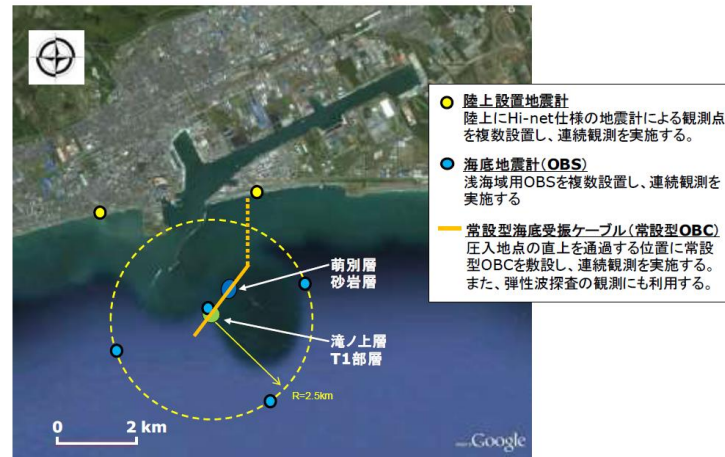 陸上設置地震計
陸上にHi-net仕様の地震計による観測点
を複数設置し、連続観測を実施する。
海底地震計(OBS)
浅海域用OBSを複数設置し、連続観測を
実施する
常設型海底受振ケーブル(常設型OBC)
圧入地点の直上を通過する位置に常設
型OBCを敷設し、連続観測を実施する。
また、弾性波探査の観測にも利用する。
萌別層
砂岩層
滝ノ上層
T1部層
R=2.5km
0 2 km
Google